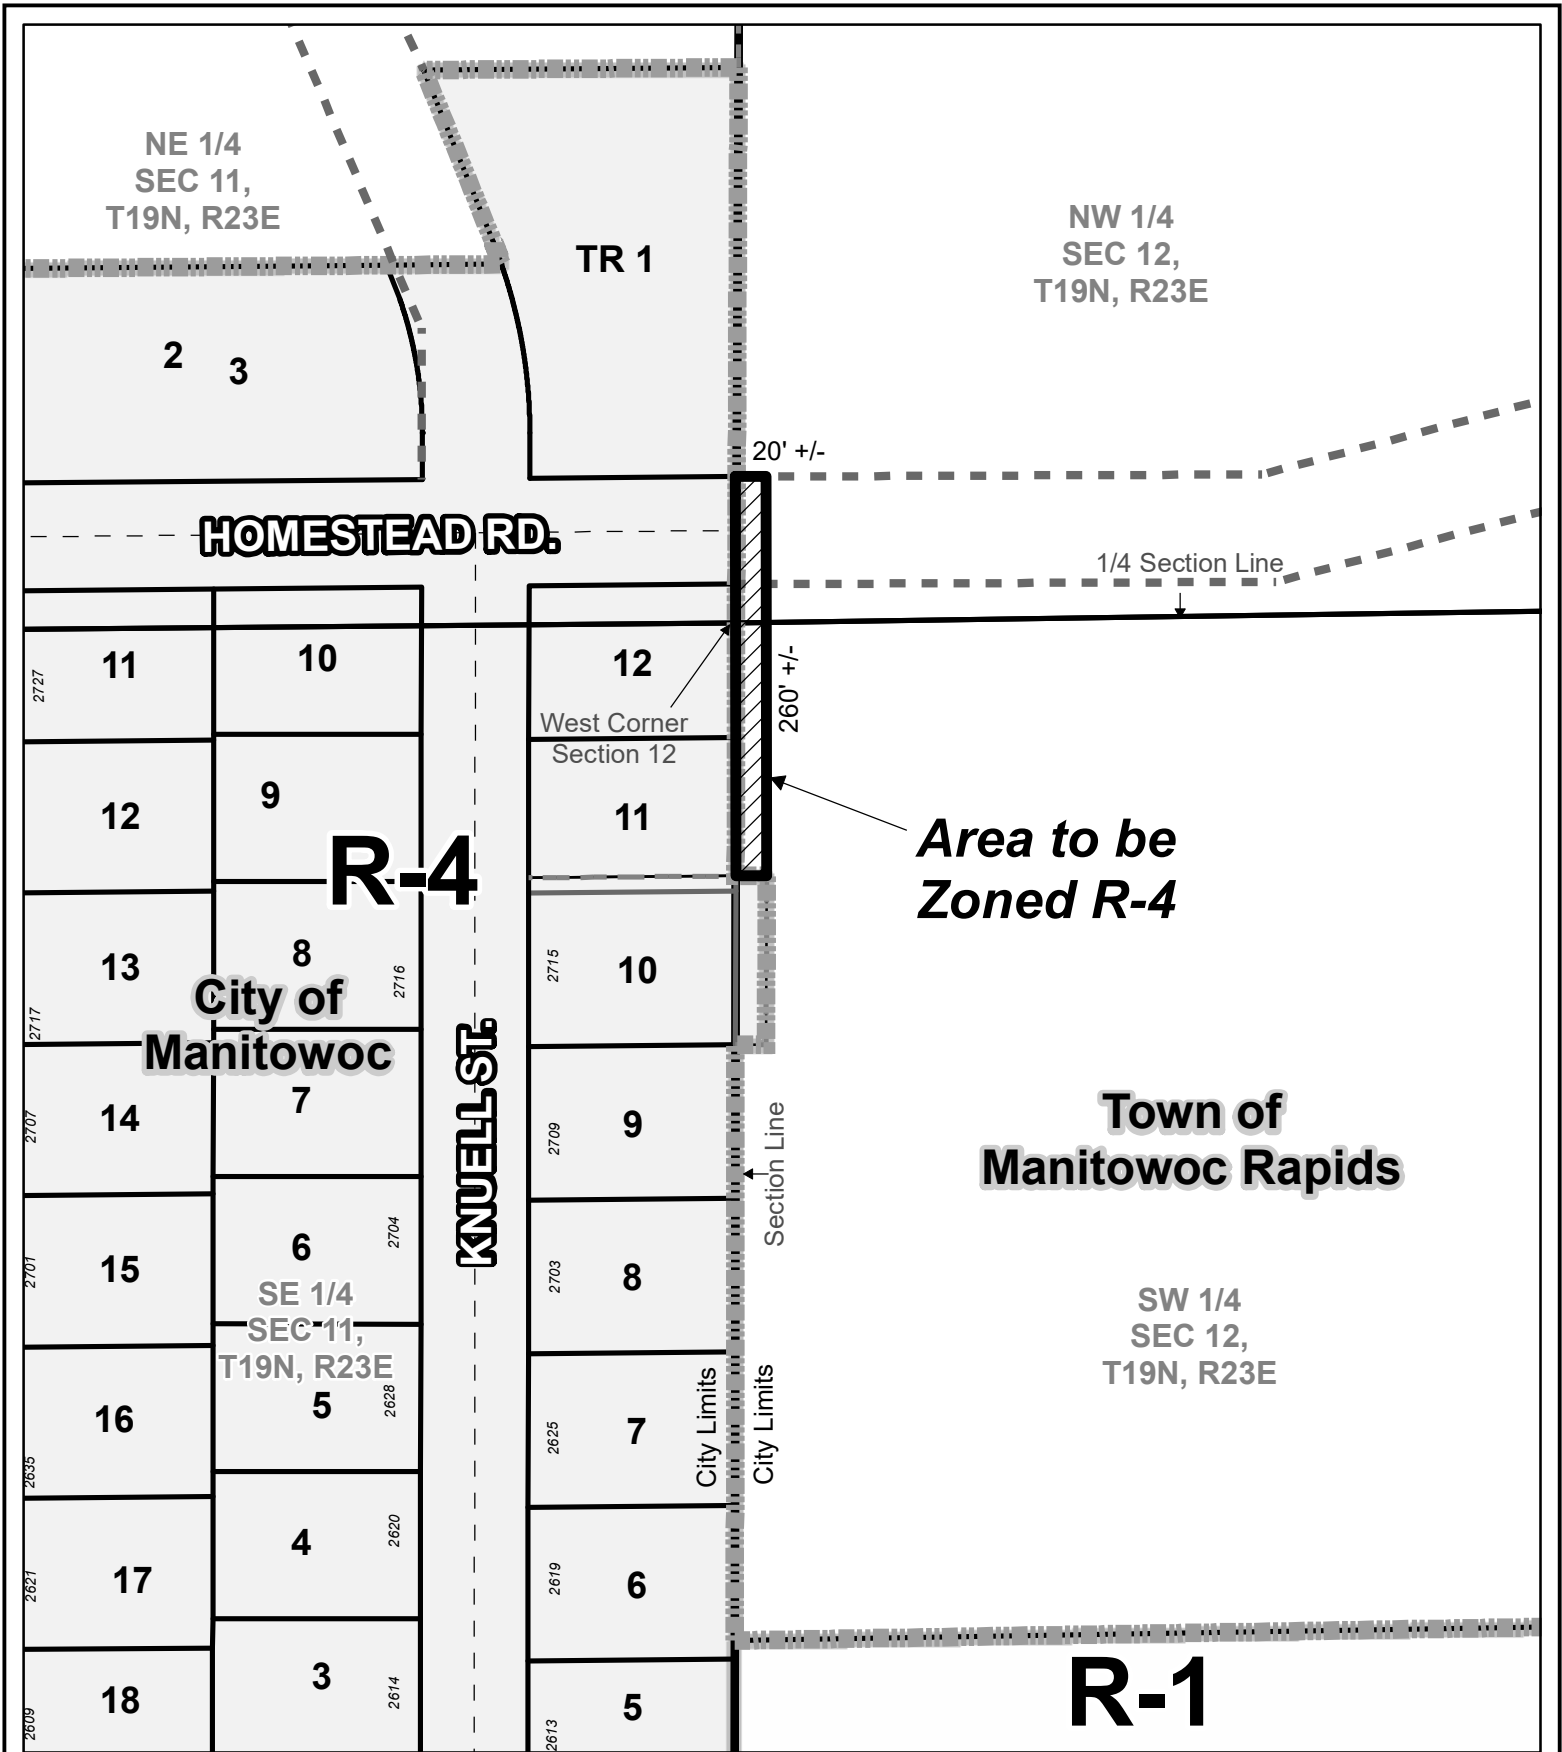 NE 1/4
SEC 11,
T19N, R23E
TR 1
NW 1/4
SEC 12,
T19N, R23E
2
3
20' +/-
HOMESTEAD RD.
1/4 Section Line
11
10
12
2727
260' +/-
West Corner
Section 12
12
9
11
R-4
Area to be
Zoned R-4
13
8
2716
2715
10
2717
City of
Manitowoc
KNUELL ST.
14
7
2707
2709
9
Section Line
Town of
Manitowoc Rapids
15
6
2704
2701
2703
8
SE 1/4
SEC 11,
T19N, R23E
SW 1/4
SEC 12,
T19N, R23E
16
5
2628
2635
2625
7
City Limits
City Limits
17
4
2620
2621
2619
6
18
3
2614
2609
2613
5
R-1